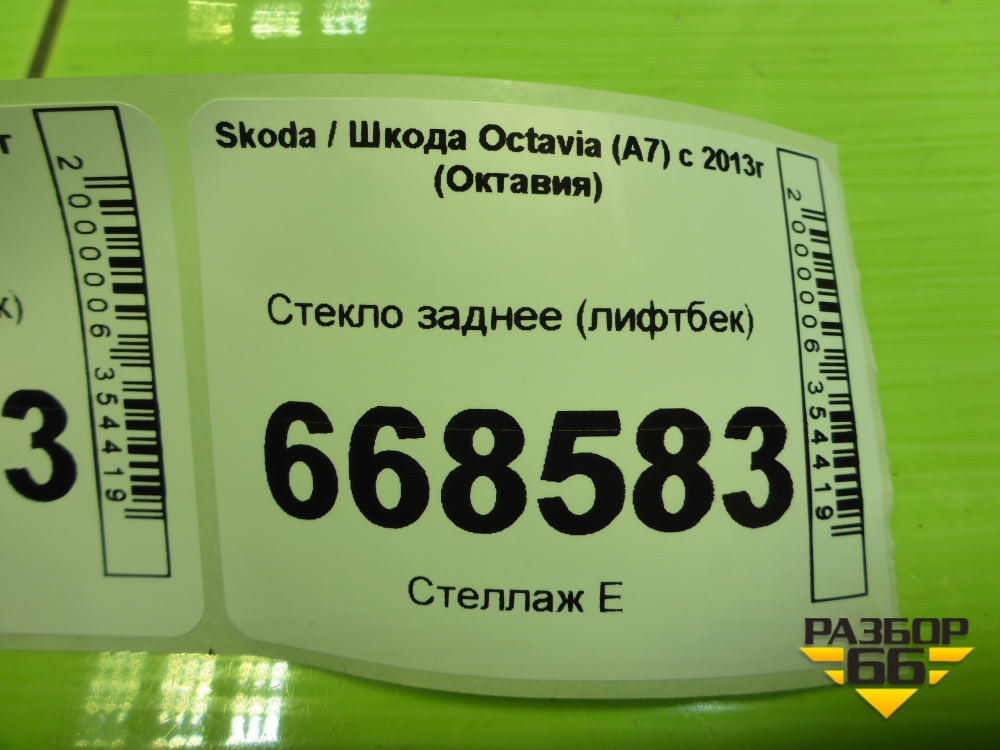 Skoda / Шкода Octavia (A7) с 2013г
(Октавия)
Стекло заднее (лифтбек)
668583
Стеллаж Е
2000006354419
г
2000006354419
к)
3
РАЗБОР
66